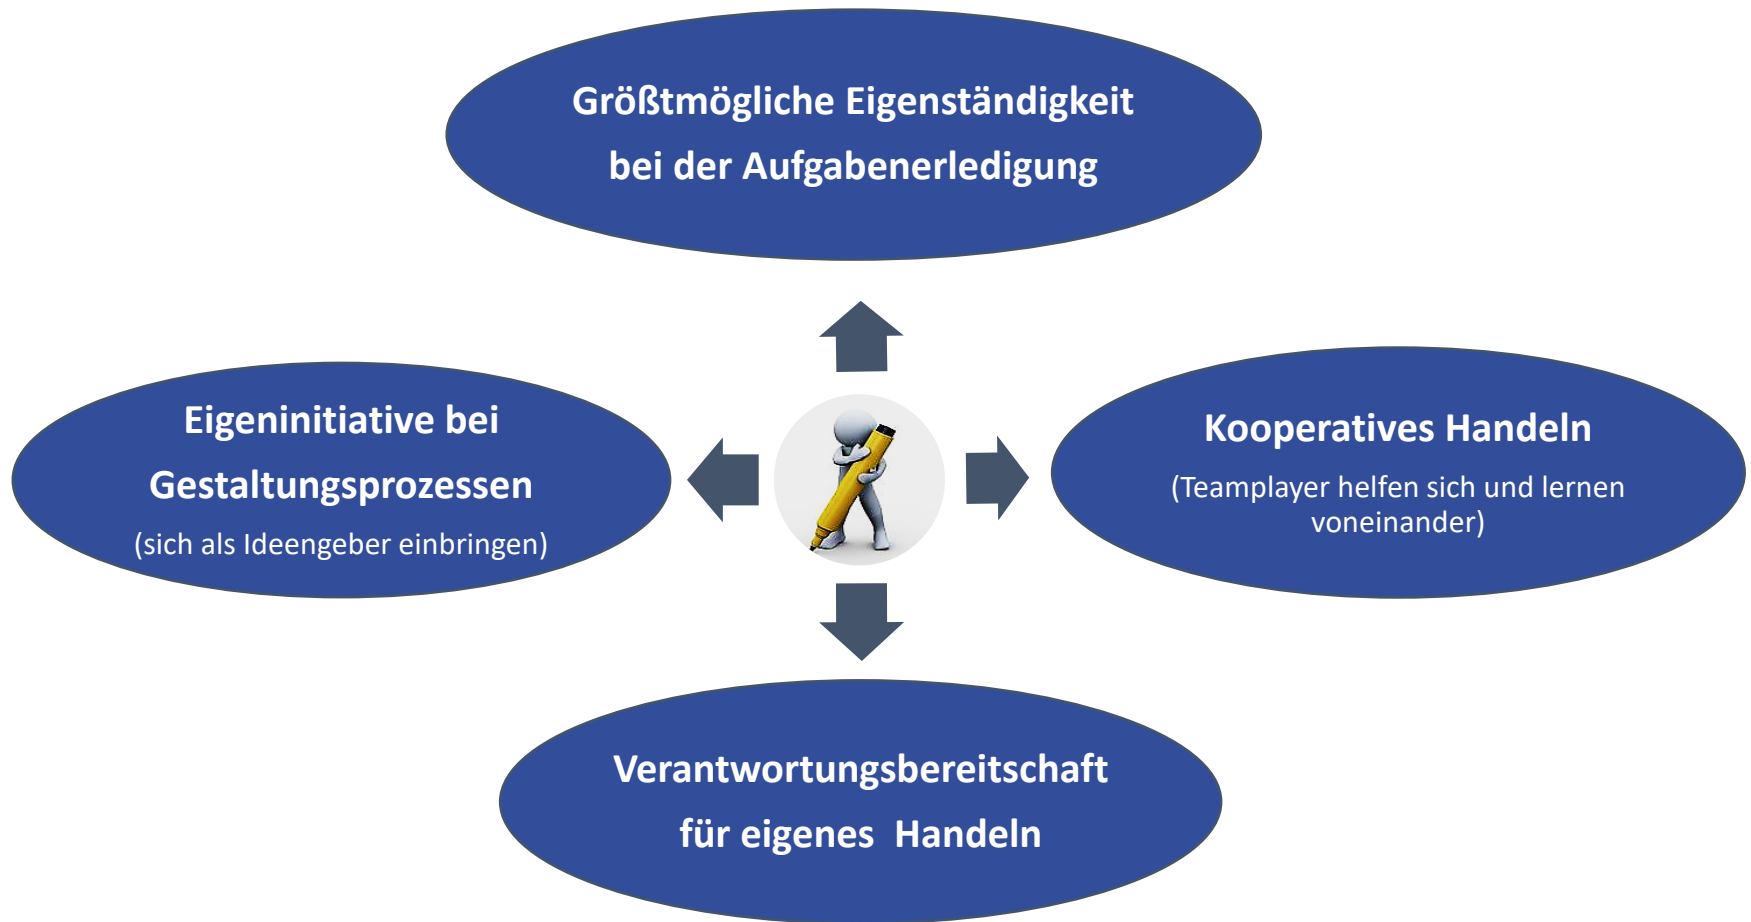 Größtmögliche Eigenständigkeit
bei der Aufgabenerledigung
Eigeninitiative bei
Gestaltungsprozessen
(sich als Ideengeber einbringen)
Kooperatives Handeln
(Teamplayer helfen sich und lernen
voneinander)
Verantwortungsbereitschaft
für eigenes  Handeln